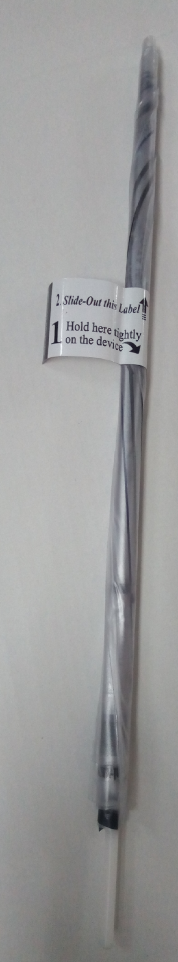 2. Slide-Out this Label
1 Hold here tightly
on the device